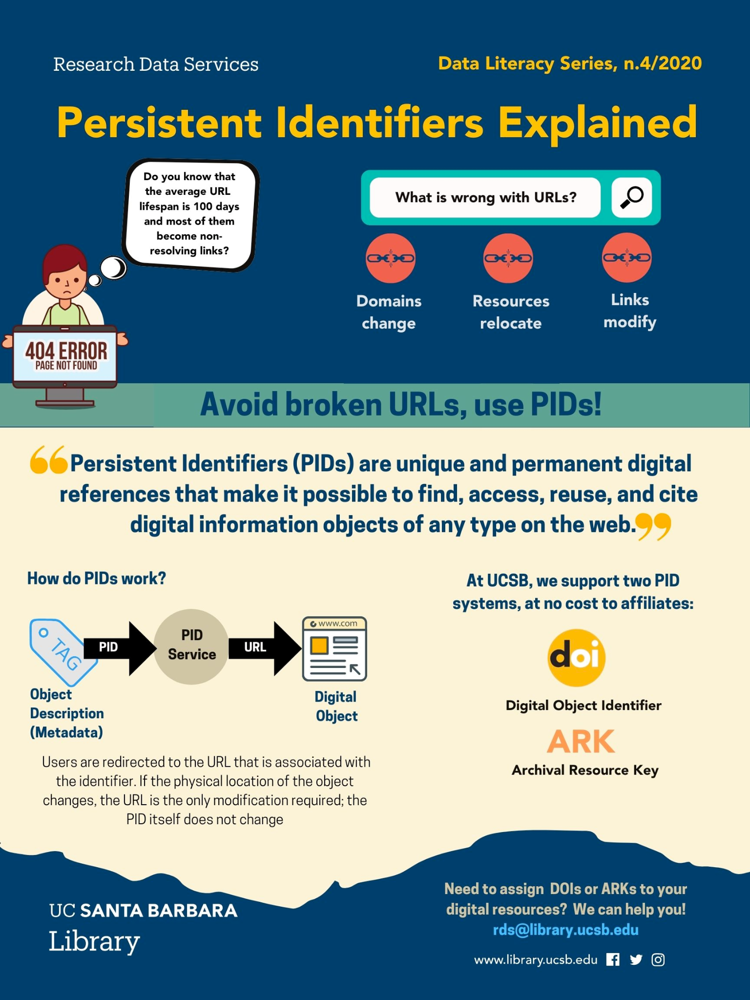 Research Data Services
Data Literacy Series, n.4/2020
Persistent Identifiers Explained
Do you know that
the average URL
lifespan is 100 days
and most of them
become non-
resolving links?
404 ERROR
PAGE NOT FOUND
What is wrong with URLs?
Domains
change
Resources
relocate
Links
modify
Avoid broken URLs, use PIDs!
“Persistent Identifiers (PIDs) are unique and permanent digital
references that make it possible to find, access, reuse, and cite
digital information objects of any type on the web.”
How do PIDs work?
TAG
PID
PID
Service
URL
www.com
Object
Description
(Metadata)
Digital
Object
Users are redirected to the URL that is associated with
the identifier. If the physical location of the object
changes, the URL is the only modification required; the
PID itself does not change
At UCSB, we support two PID
systems, at no cost to affiliates:
doi
Digital Object Identifier
ARK
Archival Resource Key
UC SANTA BARBARA
Library
Need to assign DOIs or ARKs to your
digital resources? We can help you!
rds@library.ucsb.edu
www.library.ucsb.edu